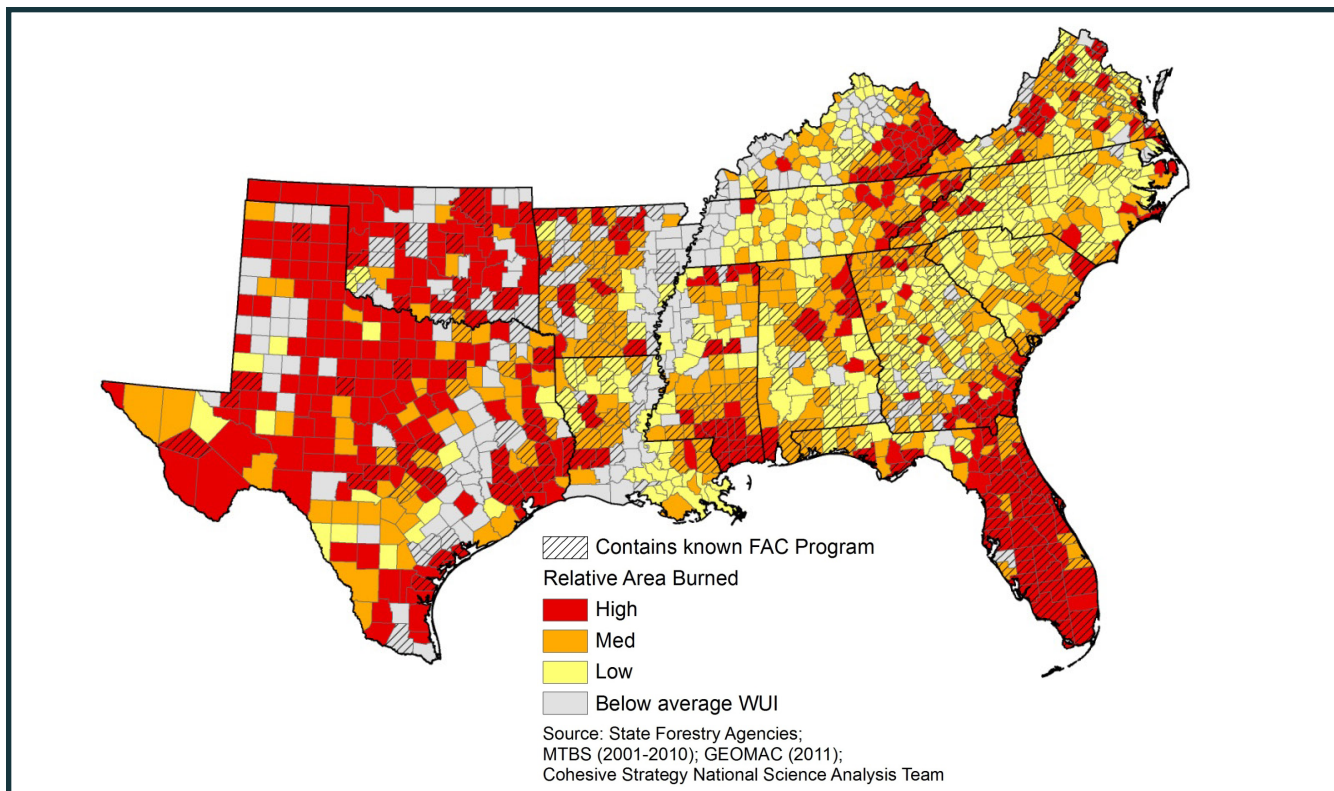 Contains known FAC Program
Relative Area Burned
High
Med
Low
Below average WUI
Source: State Forestry Agencies;
MTBS (2001-2010); GEOMAC (2011);
Cohesive Strategy National Science Analysis Team